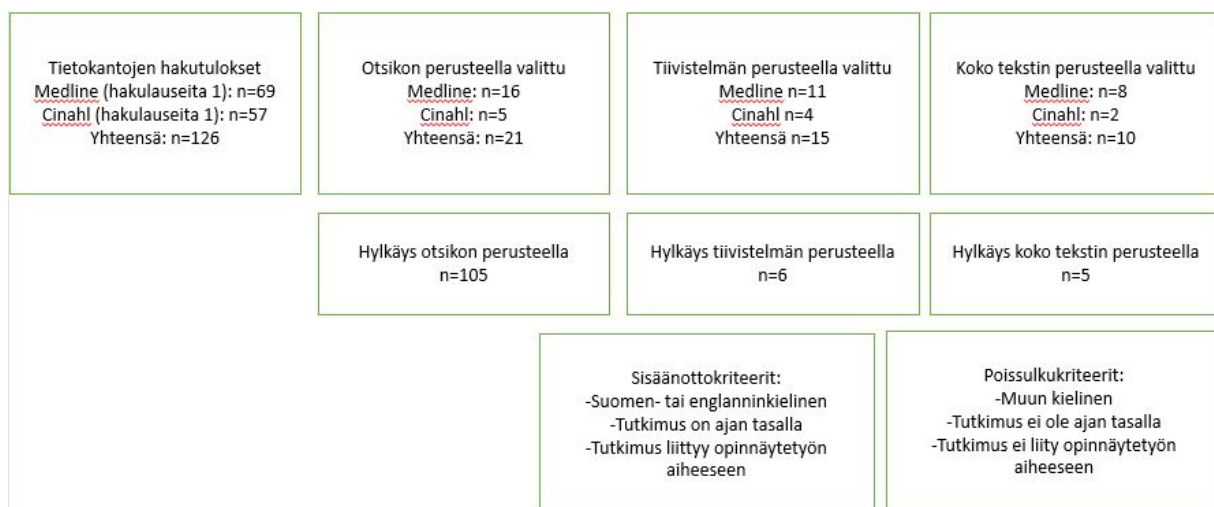 Tietokantojen hakutulokset
Medline (hakulauseita 1): n=69
Cinahl (hakulauseita 1): n=57
Yhteensä: n=126
Otsikon perusteella valittu
Medline: n=16
Cinahl: n=5
Yhteensä: n=21
Tiivistelmän perusteella valittu
Medline n=11
Cinahl n=4
Yhteensä n=15
Koko tekstin perusteella valittu
Medline: n=8
Cinahl: n=2
Yhteensä: n=10
Hylkäys otsikon perusteella
n=105
Hylkäys tiivistelmän perusteella
n=6
Hylkäys koko tekstin perusteella
n=5
Sisäänottokriteerit:
-Suomen- tai englanninkielinen
-Tutkimus on ajan tasalla
-Tutkimus liittyy opinnäytetyön
aiheeseen
Poissulkukriteerit:
-Muun kielinen
-Tutkimus ei ole ajan tasalla
-Tutkimus ei liity opinnäytetyön
aiheeseen